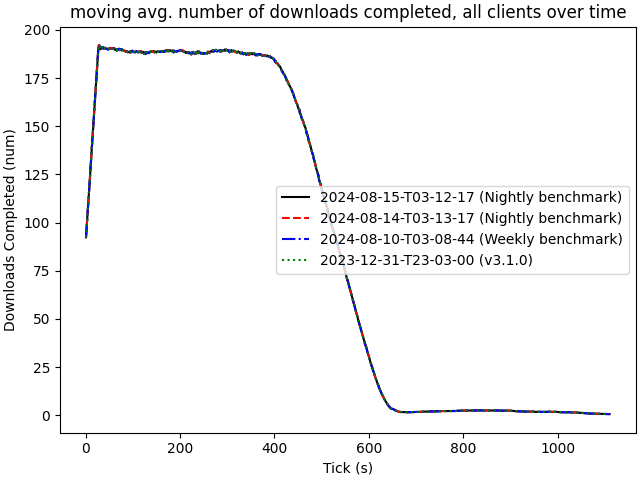 moving avg. number of downloads completed, all clients over time
Downloads Completed (num)
200
175
150
125
100
75
50
25
0
2024-08-15-T03-12-17 (Nightly benchmark)
2024-08-14-T03-13-17 (Nightly benchmark)
2024-08-10-T03-08-44 (Weekly benchmark)
2023-12-31-T23-03-00 (v3.1.0)
0 200 400 600 800 1000
Tick (s)